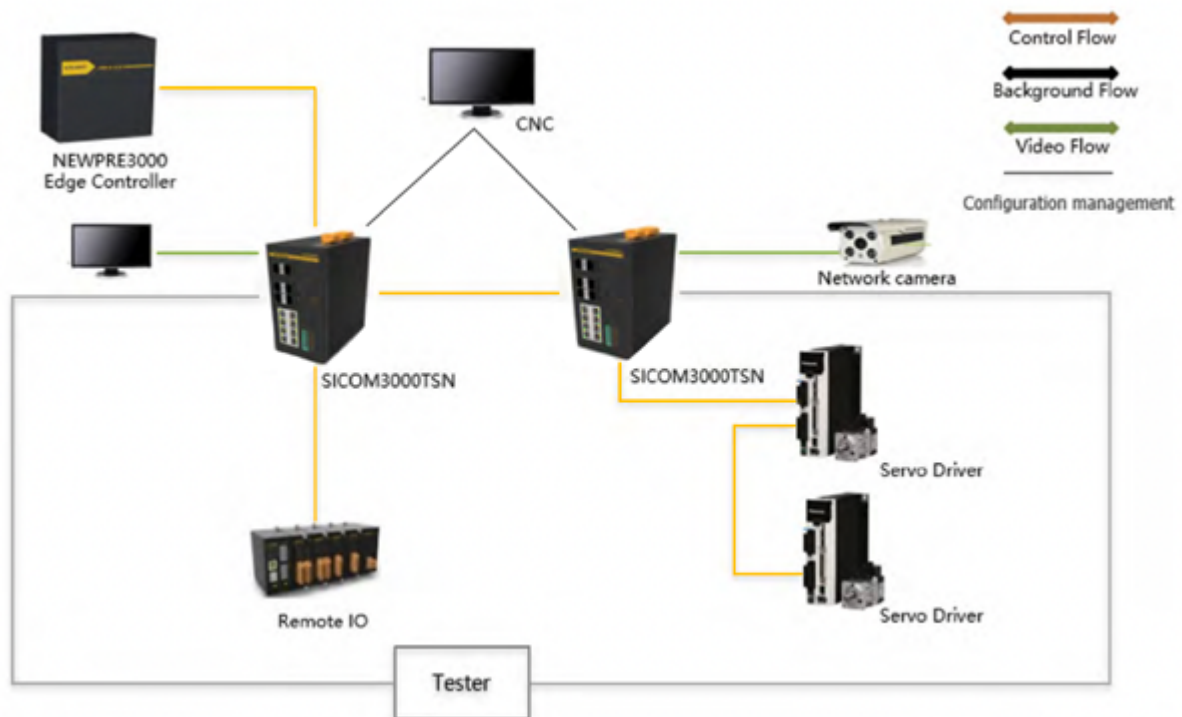 Control Flow
Background Flow
Video Flow
Configuration management
NEWPRE3000
Edge Controller
CNC
Network camera
SICOM3000TSN
SICOM3000TSN
Servo Driver
Servo Driver
Remote IO
Tester